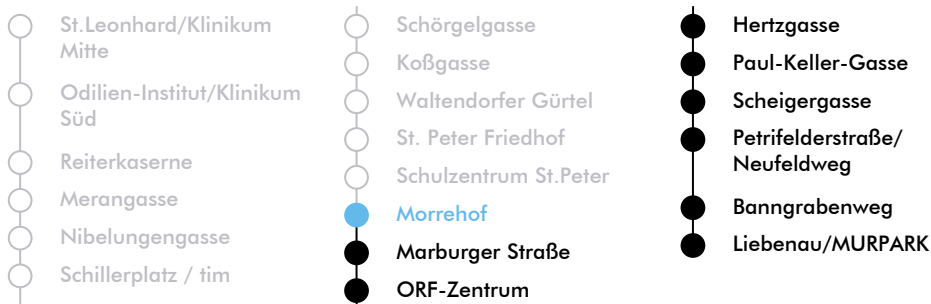 St.Leonhard/Klinikum
Mitte
Odilien-Institut/Klinikum
Süd
Reiterkaserne
Merangasse
Nibelungengasse
Schillerplatz / tim
Schörgelgasse
Koßgasse
Waltendorfer Gürtel
St. Peter Friedhof
Schulzentrum St.Peter
Morrehof
Marburger Straße
ORF-Zentrum
Hertzgasse
Paul-Keller-Gasse
Scheigergasse
Petrifelderstraße/
Neufeldweg
Banngrabenweg
Liebenau/MURPARK